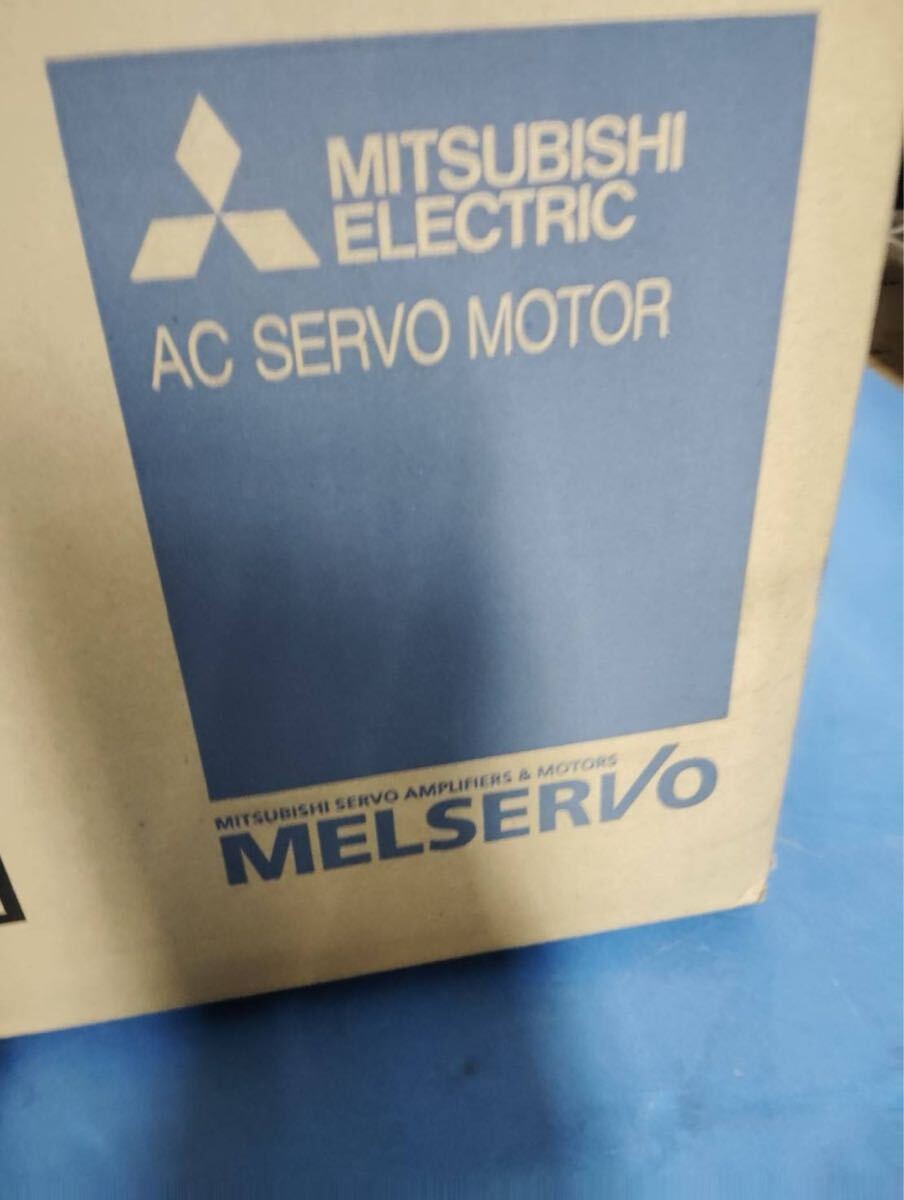 MITSUBISHI
ELECTRIC
AC SERVO MOTOR
MITSUBISHI SERVO AMPLIFIERS & MOTORS
MELSERVO